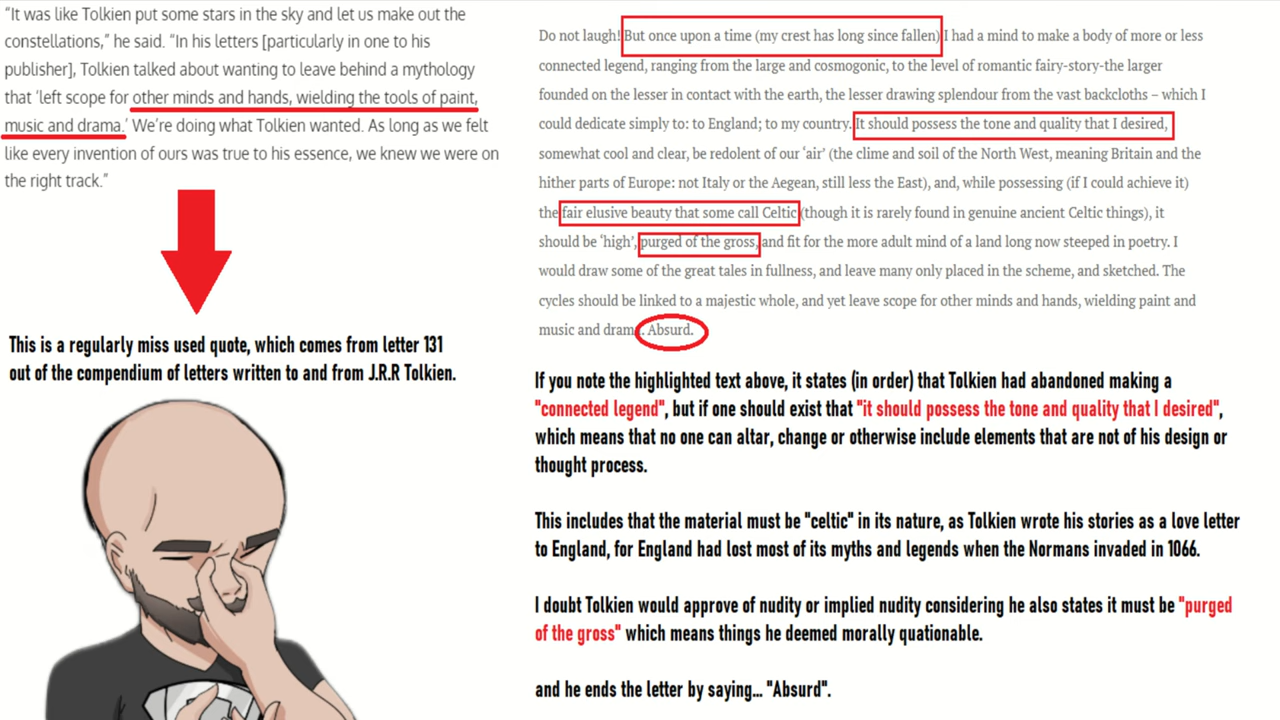 “It was like Tolkien put some stars in the sky and let us make out the
constellations,” he said. “In his letters [particularly in one to his
publisher], Tolkien talked about wanting to leave behind a mythology
that ‘left scope for other minds and hands, wielding the tools of paint,
music and drama.’ We’re doing what Tolkien wanted. As long as we felt
like every invention of ours was true to his essence, we knew we were on
the right track.”
This is a regularly miss used quote, which comes from letter 131
out of the compendium of letters written to and from J.R.R Tolkien.
Do not laugh! But once upon a time (my crest has long since fallen) I had a mind to make a body of more or less
connected legend, ranging from the large and cosmogonic, to the level of romantic fairy-story-the larger
founded on the lesser in contact with the earth, the lesser drawing splendour from the vast backcloths – which I
could dedicate simply to: to England; to my country. It should possess the tone and quality that I desired,
somewhat cool and clear, be redolent of our ‘air’ (the clime and soil of the North West, meaning Britain and the
hither parts of Europe: not Italy or the Aegean, still less the East), and, while possessing (if I could achieve it)
the fair elusive beauty that some call Celtic (though it is rarely found in genuine ancient Celtic things), it
should be ‘high’, purged of the gross, and fit for the more adult mind of a land long now steeped in poetry. I
would draw some of the great tales in fullness, and leave many only placed in the scheme, and sketched. The
cycles should be linked to a majestic whole, and yet leave scope for other minds and hands, wielding paint and
music and drama. Absurd.
If you note the highlighted text above, it states (in order) that Tolkien had abandoned making a
"connected legend", but if one should exist that "it should possess the tone and quality that I desired",
which means that no one can altar, change or otherwise include elements that are not of his design or
thought process.
This includes that the material must be "celtic" in its nature, as Tolkien wrote his stories as a love letter
to England, for England had lost most of its myths and legends when the Normans invaded in 1066.
I doubt Tolkien would approve of nudity or implied nudity considering he also states it must be "purged
of the gross" which means things he deemed morally quationable.
and he ends the letter by saying... "Absurd".